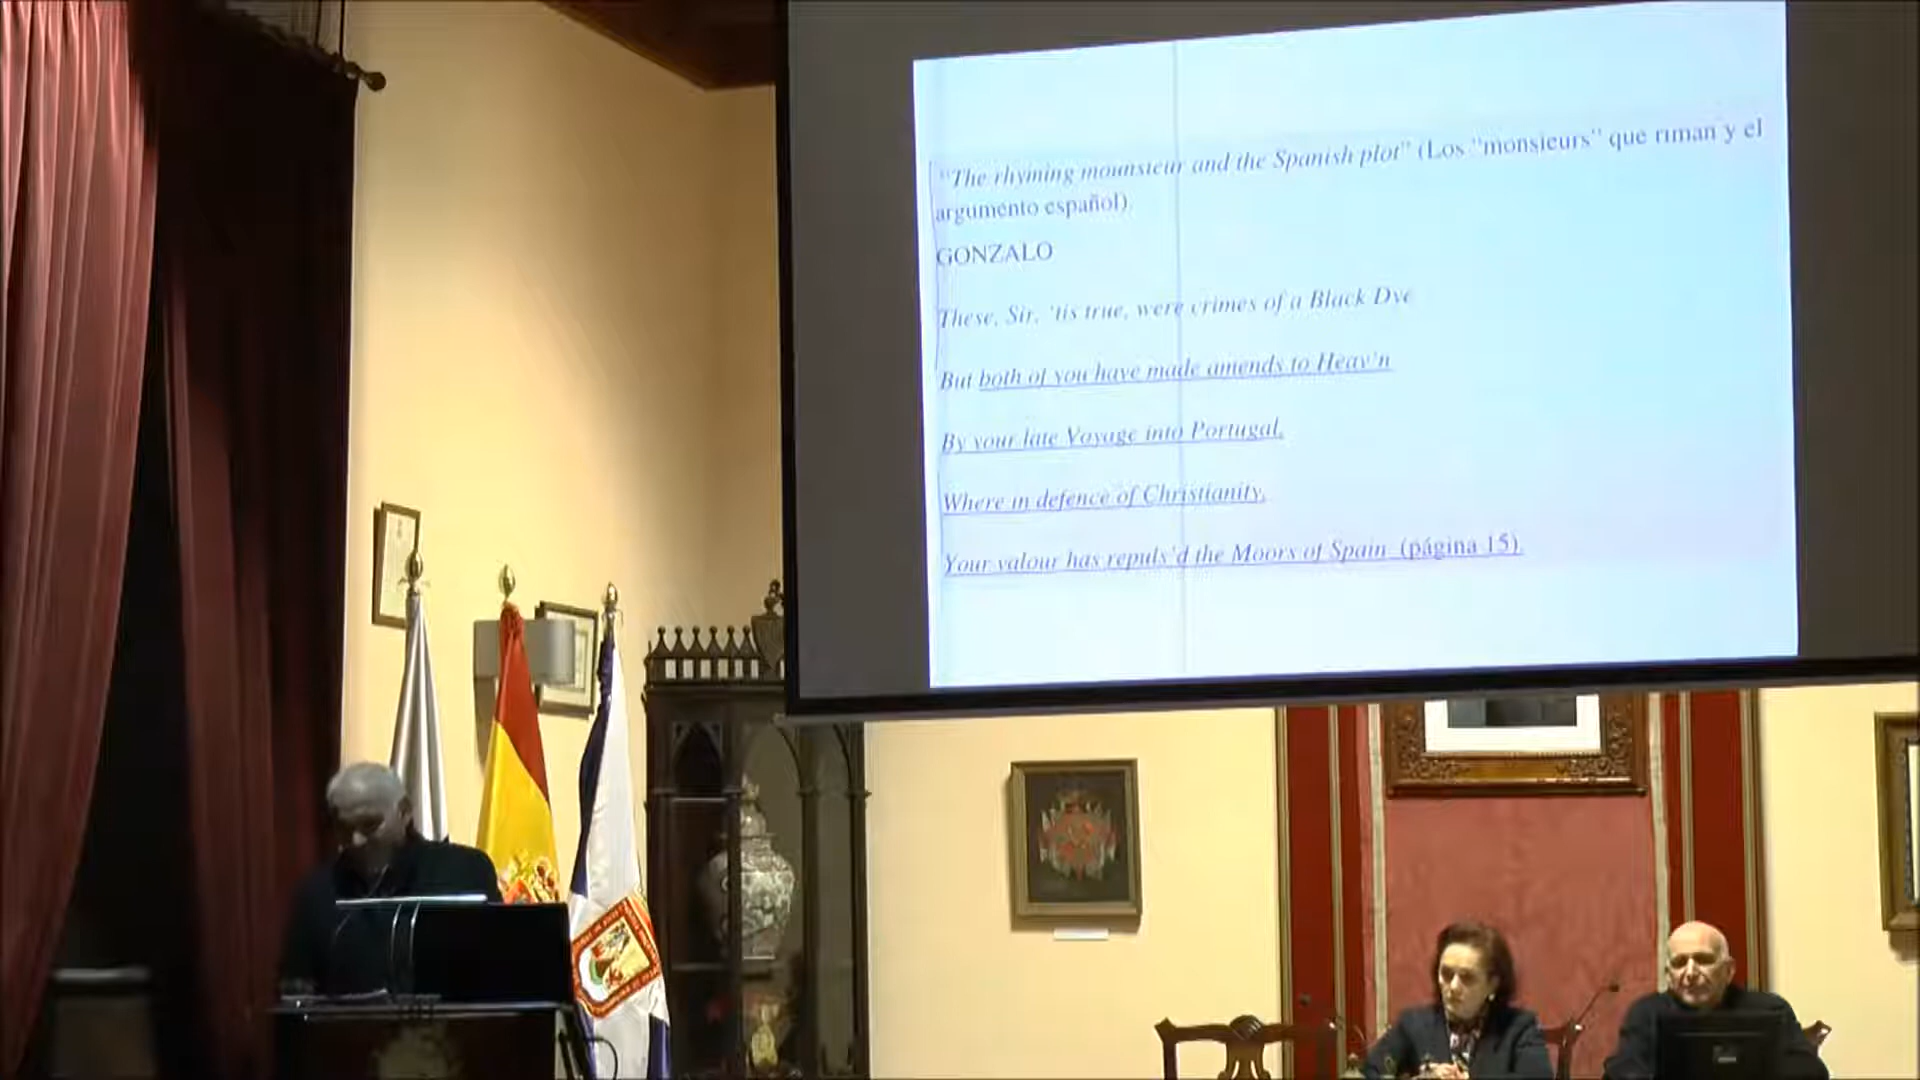 "The rhyming mounsieur and the Spanish plot" (Los "monsieurs" que riman y el
argumento español).
GONZALO
These, Sir, 'tis true, were crimes of a Black Dye
But both of you have made amends to Heav'n
By your late Voyage into Portugal,
Where in defence of Christianity,
Your valour has repuls'd the Moors of Spain (página 15).